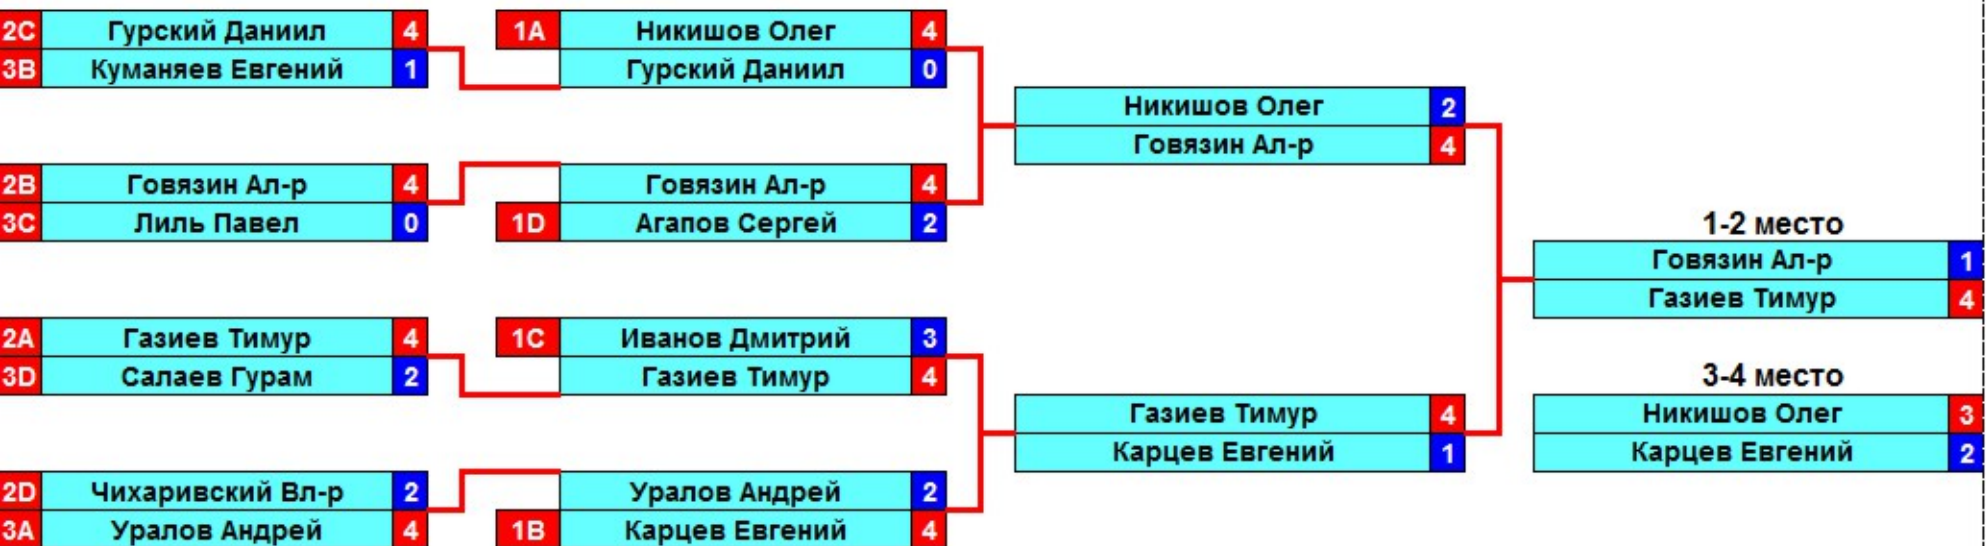 2C Гурский Даниил 4
3B Куманяев Евгений 1
2B Говязин Ал-р 4
3C Лиль Павел 0
2A Газиев Тимур 4
3D Салаев Гурам 2
2D Чихаривский Вл-р 2
3A Уралов Андрей 4
1A Никишов Олег 4
Гурский Даниил 0
Говязин Ал-р 4
1D Агапов Сергей 2
1C Иванов Дмитрий 3
Газиев Тимур 4
Уралов Андрей 2
1B Карцев Евгений 4
Никишов Олег 2
Говязин Ал-р 4
Газиев Тимур 4
Карцев Евгений 1
1-2 место
Говязин Ал-р 1
Газиев Тимур 4
3-4 место
Никишов Олег 3
Карцев Евгений 2